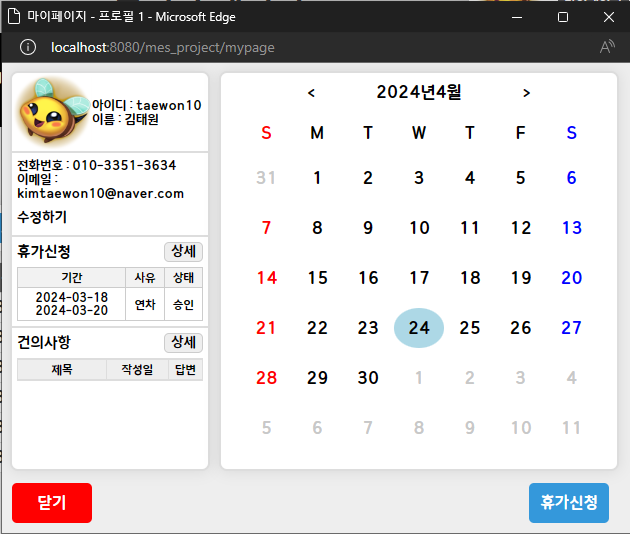 마이페이지 - 프로필 1 - Microsoft Edge
localhost:8080/mes_project/mypage
아이디 : taewon10
이름 : 김태원
전화번호 : 010-3351-3634
이메일 :
kimtaewon10@naver.com
수정하기
휴가신청 상세
기간 사유 상태
2024-03-18
2024-03-20 연차 승인
건의사항 상세
제목 작성일 답변
< 2024년4월 >
S M T W T F S
31 1 2 3 4 5 6
7 8 9 10 11 12 13
14 15 16 17 18 19 20
21 22 23 24 25 26 27
28 29 30 1 2 3 4
5 6 7 8 9 10 11
닫기 휴가신청